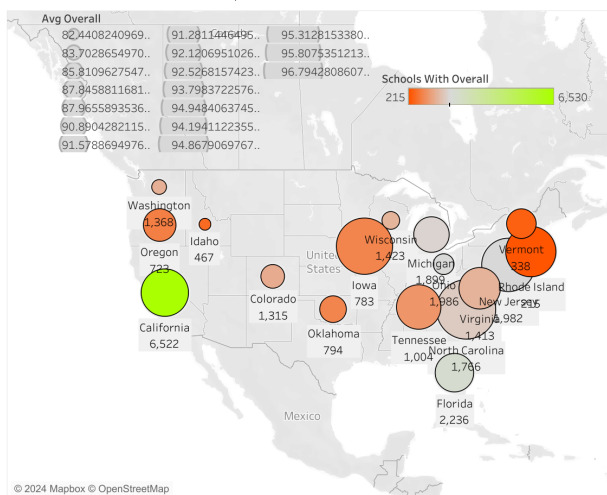 Avg Overall
82.4408240969..
83.7028654970..
85.8109627547..
87.8458811681..
87.9655893536..
90.8904282115..
91.5788694976..
91.2811446495..
92.1206951026..
92.5268157423..
93.7983722576..
94.9484063745..
94.1941122355..
94.8679069767..
95.3128153380..
95.8075351213..
96.7942808607..
Schools With Overall
215
6,530
Washington
1,368
Oregon
723
Idaho
467
California
6,522
Colorado
1,315
United
States
Oklahoma
794
Iowa
783
Wisconsin
1,423
Michigan
1,899
Ohio
1,986
Tennessee
1,004
North Carolina
1,766
Virginia
1,413
New Jersey
Rhode Island
215
Vermont
338
Florida
2,236
Mexico
© 2024 Mapbox © OpenStreetMap